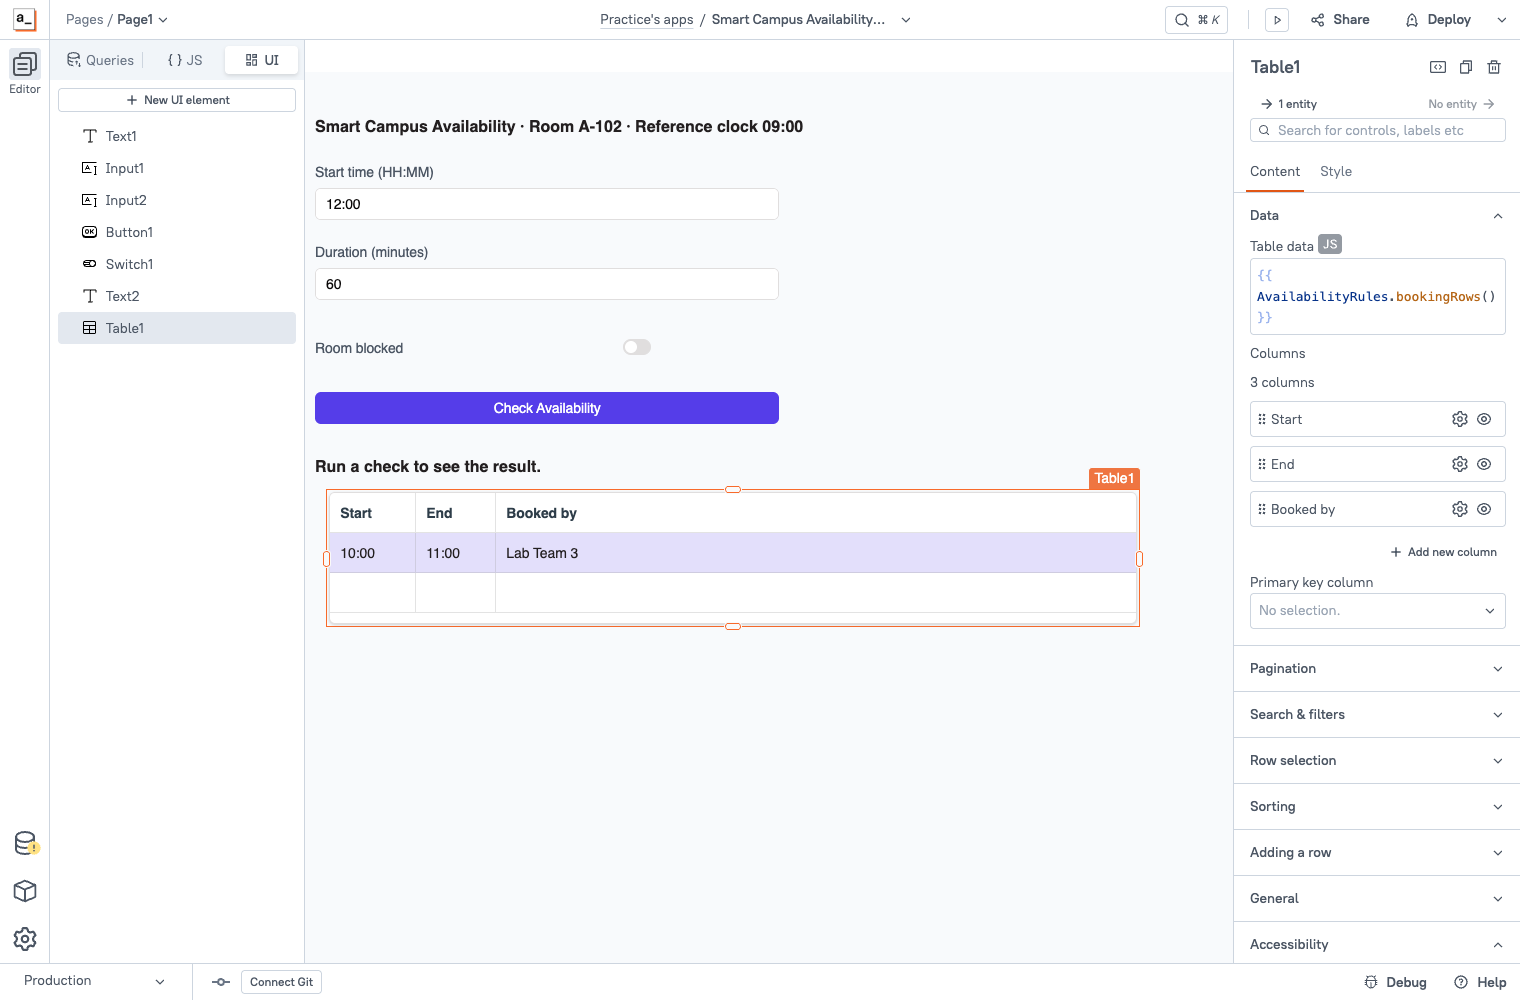 a_
Pages / Page1
Practice's apps / Smart Campus Availability...
⌘ K
Share
Deploy
Editor
Queries
{ } JS
UI
+ New UI element
Text1
Input1
Input2
Button1
Switch1
Text2
Table1
Smart Campus Availability · Room A-102 · Reference clock 09:00
Start time (HH:MM)
12:00
Duration (minutes)
60
Room blocked
Check Availability
Run a check to see the result.
Table1
Start End Booked by
10:00 11:00 Lab Team 3
Table1
→ 1 entity
No entity →
Search for controls, labels etc
Content Style
Data
Table data JS
{{
AvailabilityRules.bookingRows()
}}
Columns
3 columns
Start
End
Booked by
+ Add new column
Primary key column
No selection.
Pagination
Search & filters
Row selection
Sorting
Adding a row
General
Accessibility
Production
Connect Git
Debug
Help